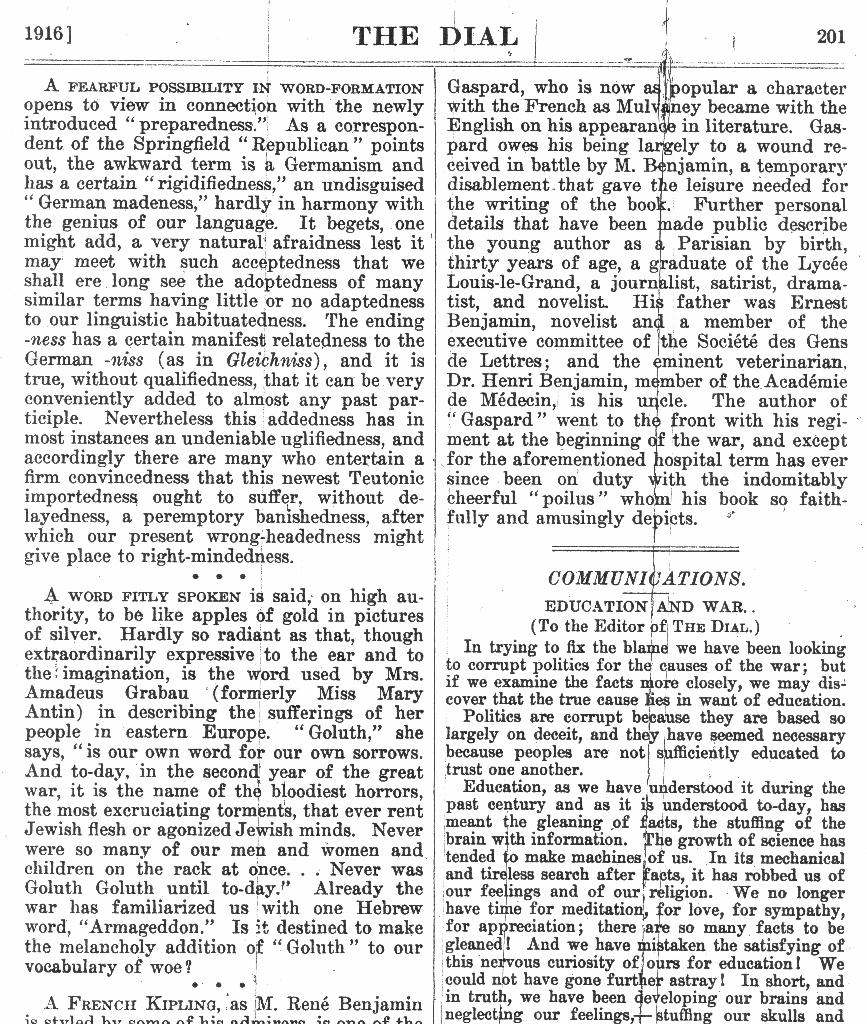 1916]
THE DIAL
201
A FEARFUL POSSIBILITY IN WORD-FORMATION
opens to view in connection with the newly
introduced "preparedness." As a correspon-
dent of the Springfield "Republican" points
out, the awkward term is a Germanism and
has a certain "rigidifiedness," an undisguised
"German madeness," hardly in harmony with
the genius of our language. It begets, one
might add, a very natural afraidness lest it
may meet with such acceptedness that we
shall ere long see the adoptedness of many
similar terms having little or no adaptedness
to our linguistic habituatedness. The ending
-ness has a certain manifest relatedness to the
German -niss (as in Gleichniss), and it is
true, without qualifiedness, that it can be very
conveniently added to almost any past par-
ticiple. Nevertheless this addedness has in
most instances an undeniable uglifiedness, and
accordingly there are many who entertain a
firm convincedness that this newest Teutonic
importedness ought to suffer, without de-
layedness, a peremptory banishedness, after
which our present wrong-headedness might
give place to right-mindedness.
• • •
A WORD FITLY SPOKEN is said, on high au-
thority, to be like apples of gold in pictures
of silver. Hardly so radiant as that, though
extraordinarily expressive to the ear and to
the imagination, is the word used by Mrs.
Amadeus Grabau (formerly Miss Mary
Antin) in describing the sufferings of her
people in eastern Europe. "Goluth," she
says, "is our own word for our own sorrows.
And to-day, in the second year of the great
war, it is the name of the bloodiest horrors,
the most excruciating torments, that ever rent
Jewish flesh or agonized Jewish minds. Never
were so many of our men and women and
children on the rack at once. . . Never was
Goluth Goluth until to-day." Already the
war has familiarized us with one Hebrew
word, "Armageddon." Is it destined to make
the melancholy addition of "Goluth" to our
vocabulary of woe?
• • •
A FRENCH KIPLING, as M. René Benjamin
is styled by some of his admirers, is one of the
Gaspard, who is now as popular a character
with the French as Mulvaney became with the
English on his appearance in literature. Gas-
pard owes his being largely to a wound re-
ceived in battle by M. Benjamin, a temporary
disablement that gave the leisure needed for
the writing of the book. Further personal
details that have been made public describe
the young author as a Parisian by birth,
thirty years of age, a graduate of the Lycée
Louis-le-Grand, a journalist, satirist, drama-
tist, and novelist. His father was Ernest
Benjamin, novelist and a member of the
executive committee of the Société des Gens
de Lettres; and the eminent veterinarian,
Dr. Henri Benjamin, member of the Académie
de Médecin, is his uncle. The author of
"Gaspard" went to the front with his regi-
ment at the beginning of the war, and except
for the aforementioned hospital term has ever
since been on duty with the indomitably
cheerful "poilus" whom his book so faith-
fully and amusingly depicts.
COMMUNICATIONS.
EDUCATION AND WAR.
(To the Editor of THE DIAL.)
In trying to fix the blame we have been looking
to corrupt politics for the causes of the war; but
if we examine the facts more closely, we may dis-
cover that the true cause lies in want of education.
Politics are corrupt because they are based so
largely on deceit, and they have seemed necessary
because peoples are not sufficiently educated to
trust one another.
Education, as we have understood it during the
past century and as it is understood to-day, has
meant the gleaning of facts, the stuffing of the
brain with information. The growth of science has
tended to make machines of us. In its mechanical
and tireless search after facts, it has robbed us of
our feelings and of our religion. We no longer
have time for meditation, for love, for sympathy,
for appreciation; there are so many facts to be
gleaned! And we have mistaken the satisfying of
this nervous curiosity of ours for education! We
could not have gone further astray! In short, and
in truth, we have been developing our brains and
neglecting our feelings,—stuffing our skulls and